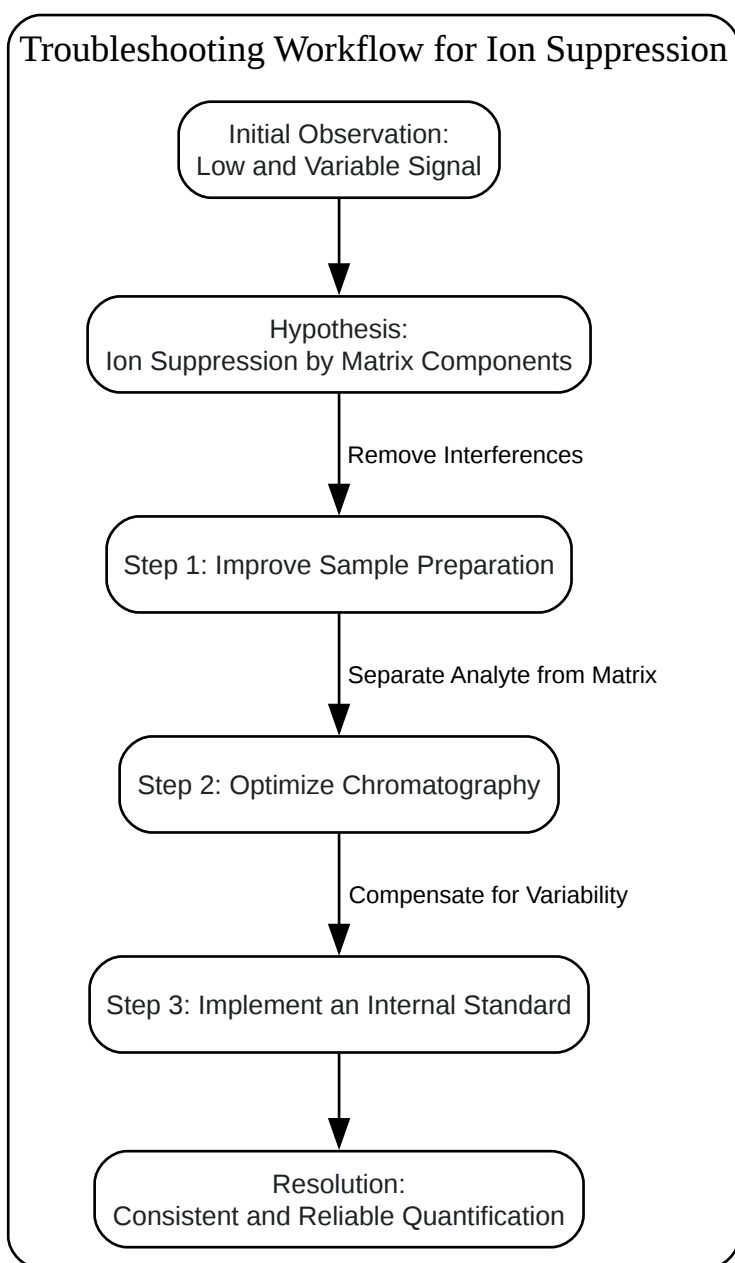 Troubleshooting Workflow for Ion Suppression
Initial Observation:
Low and Variable Signal
Hypothesis:
Ion Suppression by Matrix Components
Remove Interferences
Step 1: Improve Sample Preparation
Separate Analyte from Matrix
Step 2: Optimize Chromatography
Compensate for Variability
Step 3: Implement an Internal Standard
Resolution:
Consistent and Reliable Quantification